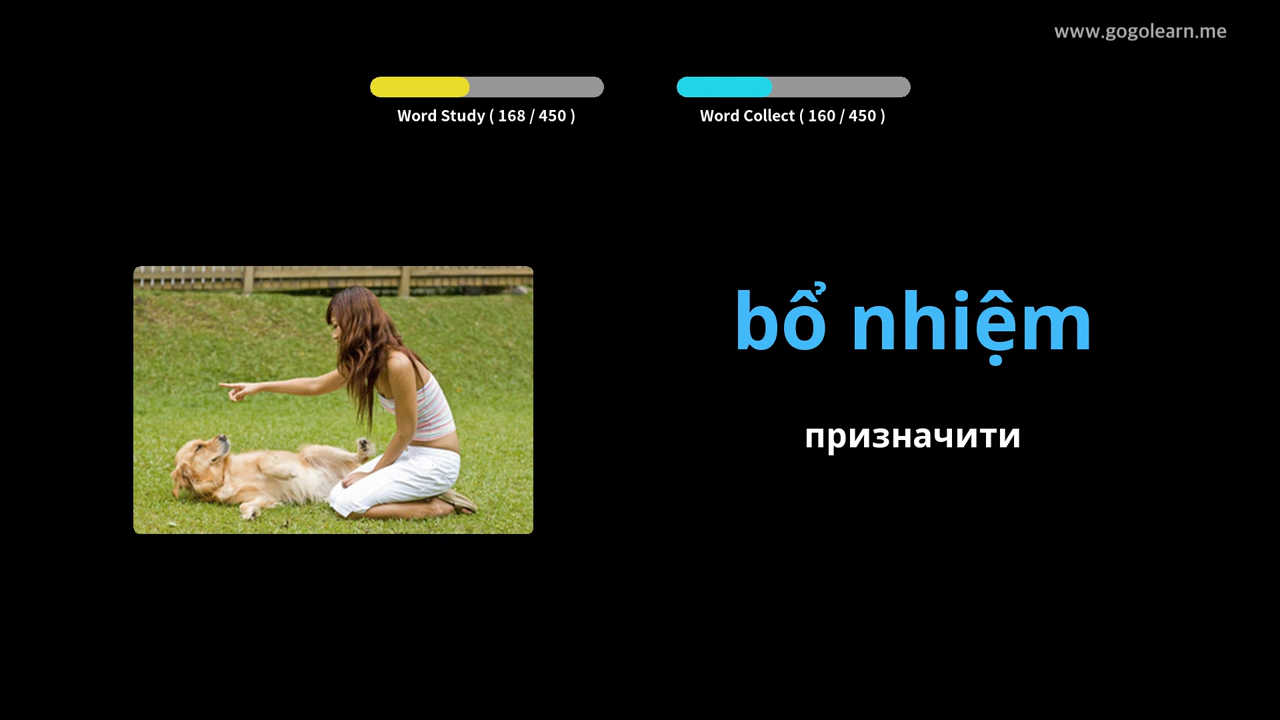 www.gogolearn.me
Word Study ( 168 / 450 )
Word Collect ( 160 / 450 )
bổ nhiệm
призначити